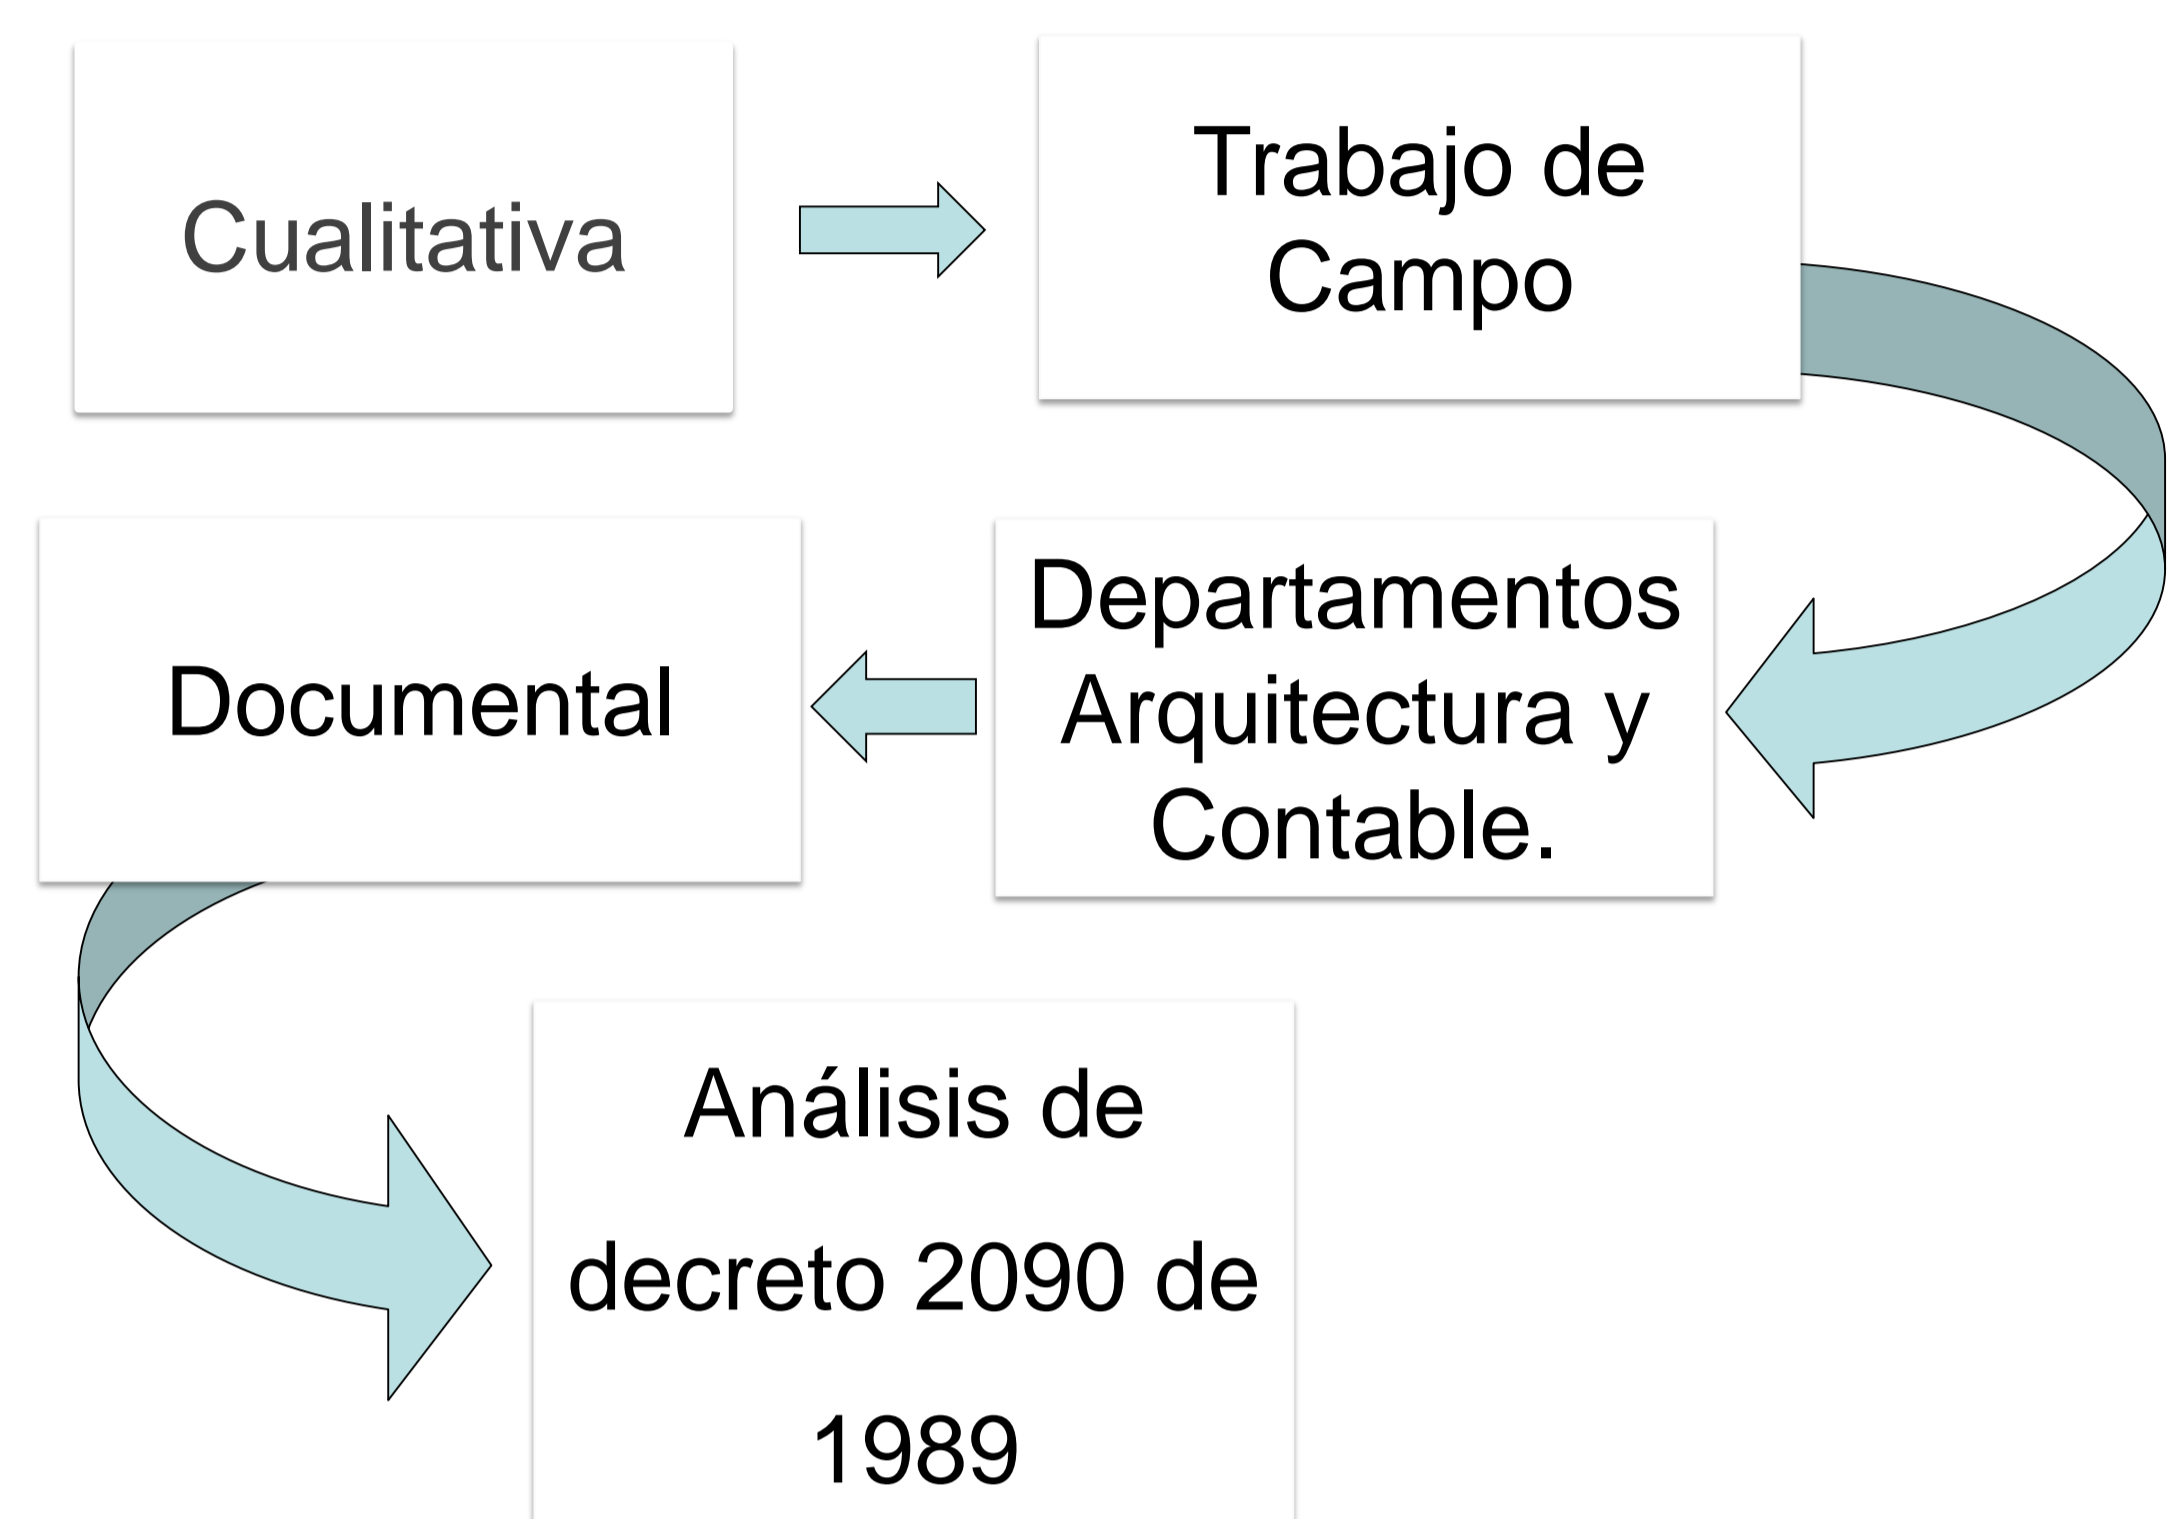 Cualitativa
Trabajo de
Campo
Departamentos
Arquitectura y
Contable.
Documental
Análisis de
decreto 2090 de
1989